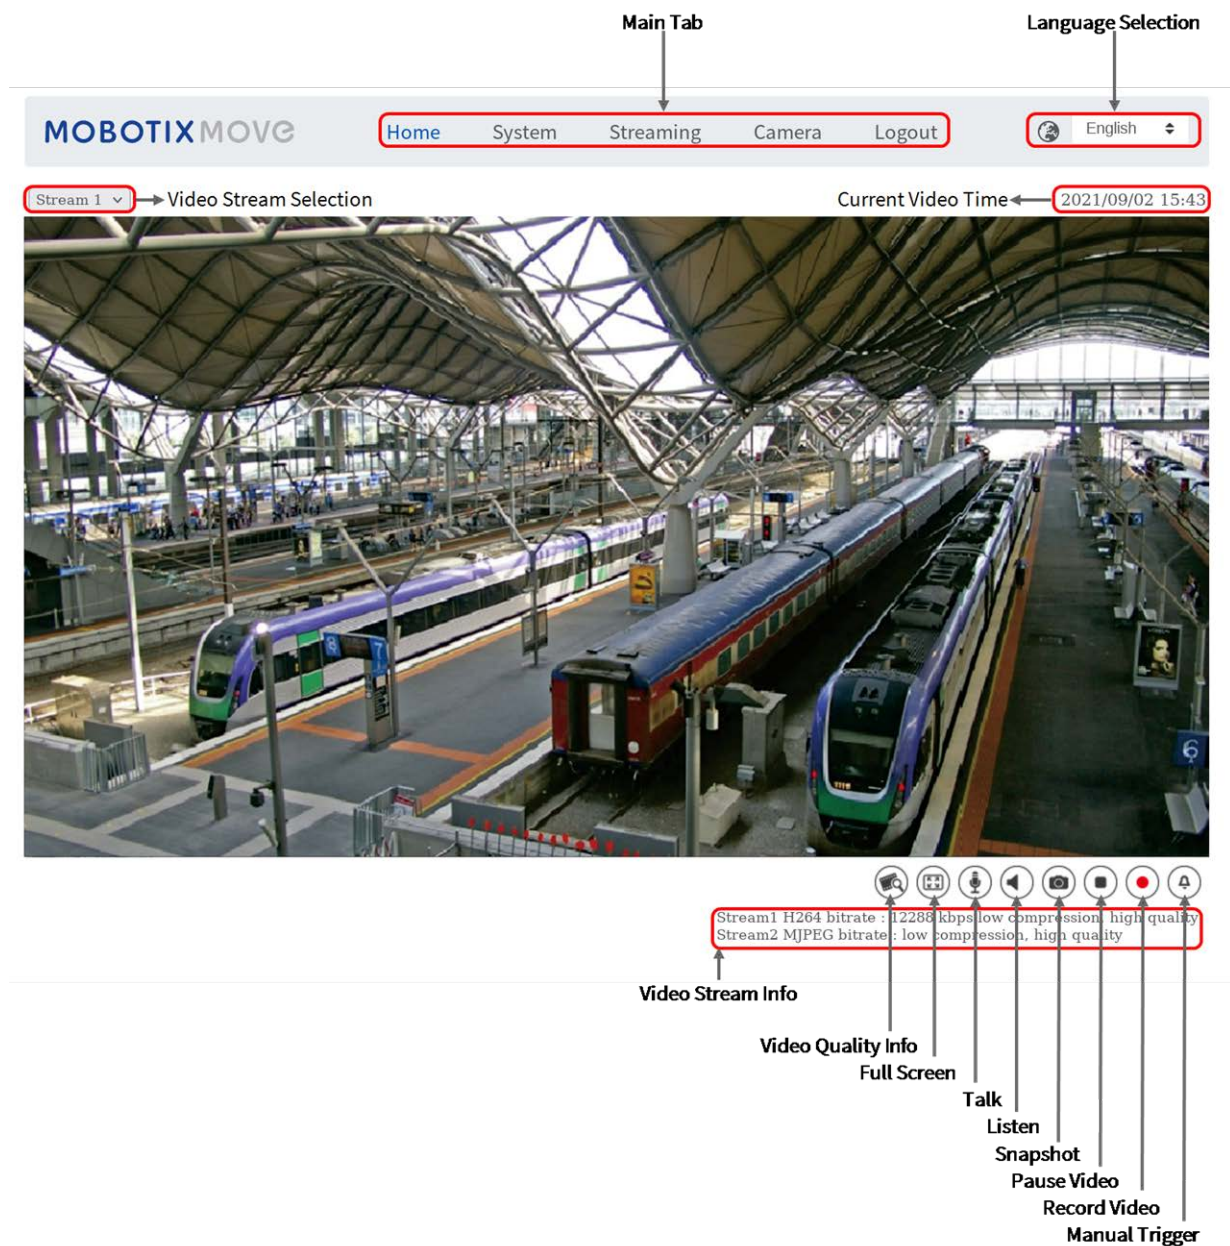 Main Tab
Language Selection
MOBOTIX MOVE
Home System Streaming Camera Logout
English
Stream 1
Video Stream Selection
Current Video Time
2021/09/02 15:43
7
1115
6
Stream1 H264 bitrate : 12288 kbps low compression, high quality
Stream2 MJPEG bitrate : low compression, high quality
Video Stream Info
Video Quality Info
Full Screen
Talk
Listen
Snapshot
Pause Video
Record Video
Manual Trigger